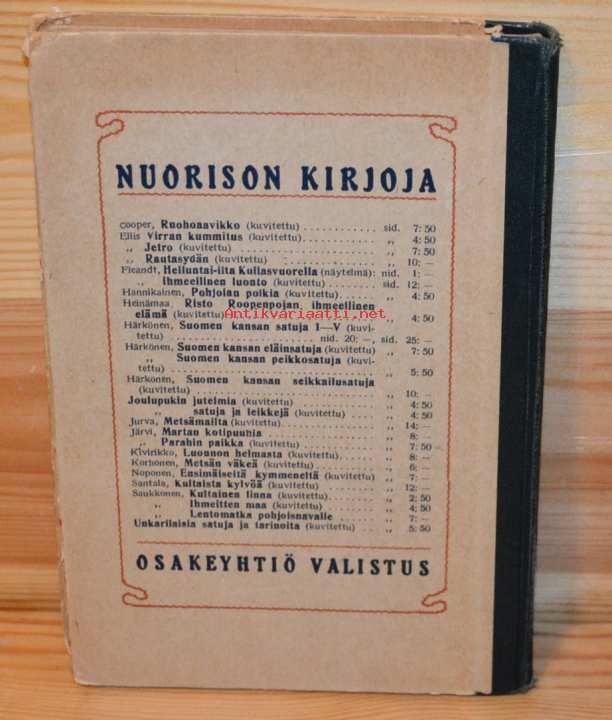 NUORISON KIRJOJA
Cooper, Ruohoaavikko (kuvitettu) . . . . . . . . . . . . sid. 7: 50
Ellis Virran kummitus (kuvitettu) . . . . . . . . . . . . „ 4: 50
„ Jetro (kuvitettu) . . . . . . . . . . . . „ 7: 50
„ Rautasydän (kuvitettu) . . . . . . . . . . . . „ 10: —
Fieandt, Helluntai-ilta Kullasvuorella (näytelmä): nid. 1: —
„ Ihmeellinen luonto (kuvitettu) . . . . . . . . sid. 12: —
Hannikainen, Pohjolan poikia (kuvitettu) . . . . . . . . „ 4: 50
Heinämaa, Risto Roopenpojan ihmeellinen
elämä (kuvitettu) . . . . . . . . „ 4: 50
Antikvariaatti.net
Härkönen, Suomen kansan satuja I—V (kuvi-
tettu) . . . . . . . . nid. 20: —, sid. 25: —
Härkönen, Suomen kansan eläinsatuja (kuvitettu) „ 7: 50
„ Suomen kansan peikkosatuja (kuvi-
tettu) . . . . . . . . „ 5: 50
Härkönen, Suomen kansan seikkailusatuja
(kuvitettu) . . . . . . . . „ 10: —
Joulupukin jutelmia (kuvitettu) . . . . . . . . „ 4: 50
„ satuja ja leikkejä (kuvitettu) . . . . „ 4: 50
Jurva, Metsämailta (kuvitettu) . . . . . . . . „ 14: —
Järvi, Martan kotipuuhia . . . . . . . . „ 8: —
„ Parahin paikka (kuvitettu) . . . . . . . . „ 7: 50 —
Kivirikko, Luonnon helmasta (kuvitettu) . . . . . . . . „ 8: —
Korhonen, Metsän väkeä (kuvitettu) . . . . . . . . „ 6: —
Noponen, Ensimäiseltä kymmeneltä (kuvitettu) „ 7: —
Santala, Kultaista kylvöä (kuvitettu) . . . . . . . . „ 12: —
Saukkonen, Kultainen linna (kuvitettu) . . . . . . . . „ 2: 50
„ Ihmeitten maa (kuvitettu) . . . . . . . . „ 4: 50
„ Lentomatka pohjoisnavalle . . . . „ 7: —
Unkarilaisia satuja ja tarinoita (kuvitettu) . . . . „ 5: 50
OSAKEYHTIÖ VALISTUS